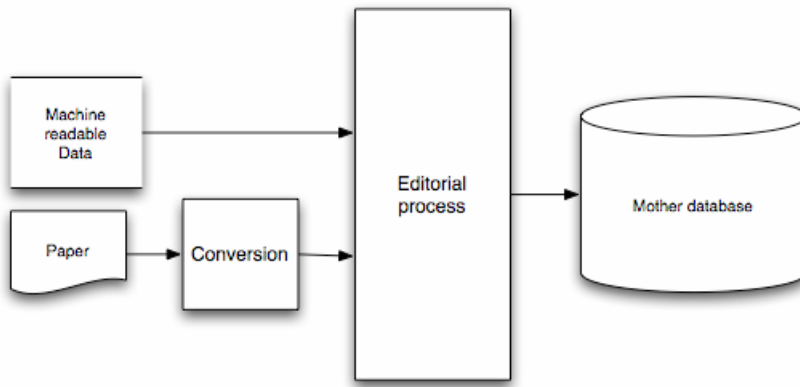 Machine
readable
Data
Paper
Conversion
Editorial
process
Mother database